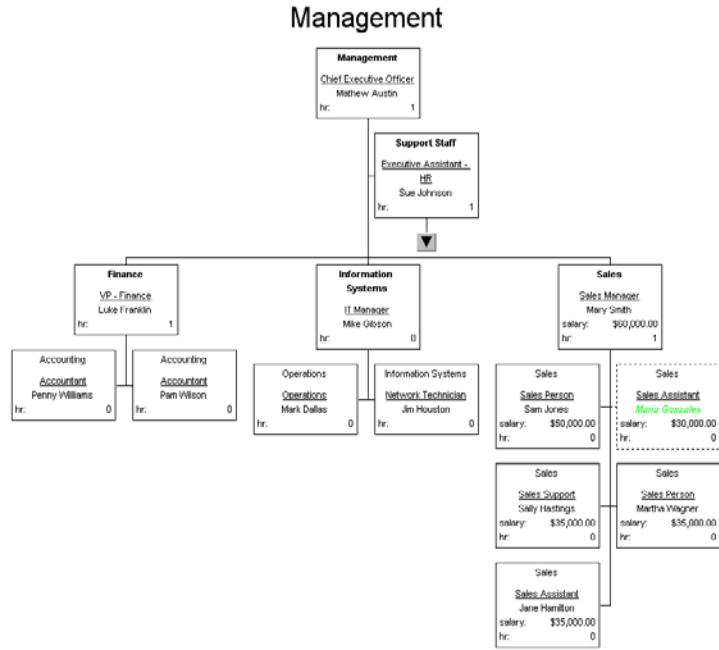 Management
Management
Chief Executive Officer
Mathew Austin
hr: 1
Support Staff
Executive Assistant -
HR
Sue Johnson
hr: 1
Finance
VP - Finance
Luke Franklin
hr: 1
Information
Systems
IT Manager
Mike Gibson
hr: 0
Sales
Sales Manager
Mary Smith
salary: $60,000.00
hr: 1
Accounting
Accountant
Penny Williams
hr: 0
Accounting
Accountant
Pam Wilson
hr: 0
Operations
Operations
Mark Dallas
hr: 0
Information Systems
Network Technician
Jim Houston
hr: 0
Sales
Sales Person
Sam Jones
salary: $50,000.00
hr: 0
Sales
Sales Assistant
Maria Gonzales
salary: $30,000.00
hr: 0
Sales
Sales Support
Sally Hastings
salary: $35,000.00
hr: 0
Sales
Sales Person
Martha Wagner
salary: $35,000.00
hr: 0
Sales
Sales Assistant
Jane Hamilton
salary: $35,000.00
hr: 0